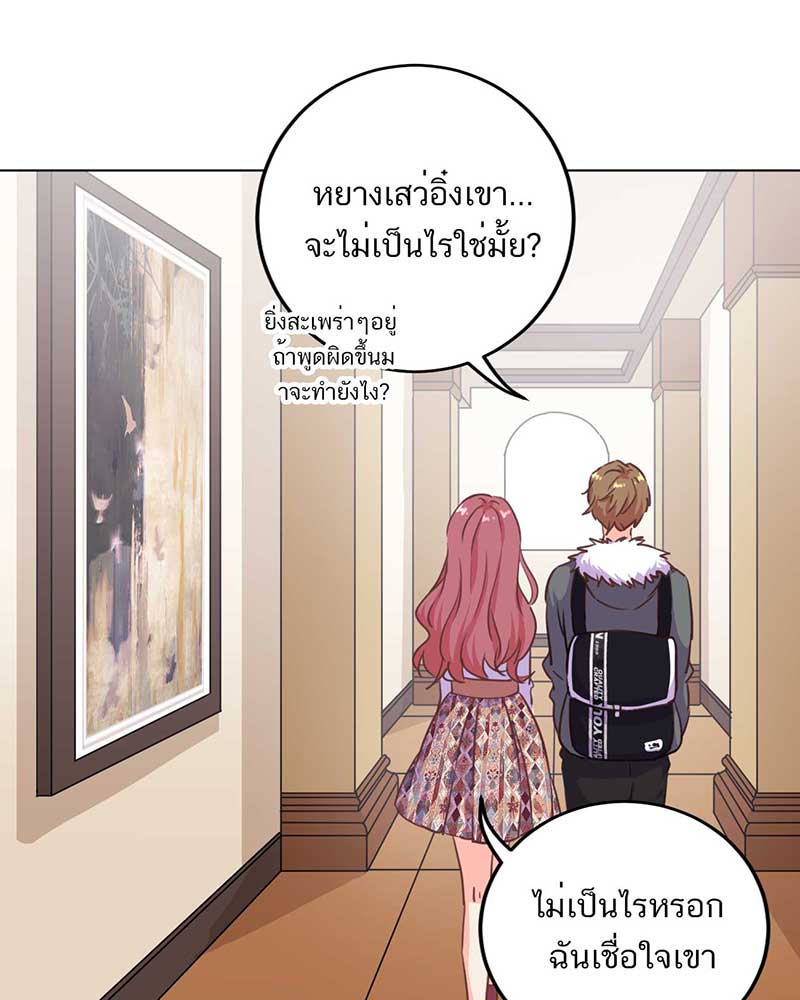 หยางเสว่อิ๋งเขา...
จะไม่เป็นไรใช่มั้ย?
ยิ่งสะเพร่าๆอยู่
ถ้าพูดผิดขึ้นม
าจะทำยังไง?
YOU
ไม่เป็นไรหรอก
ฉันเชื่อใจเขา